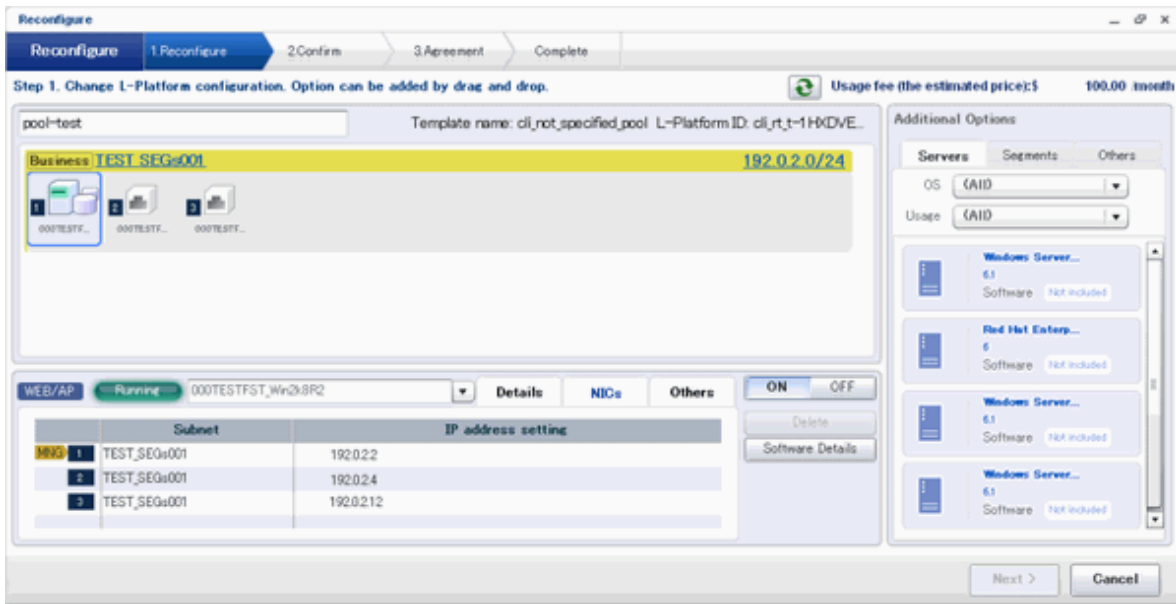 Reconfigure
Reconfigure 1.Reconfigure 2.Confirm 3.Agreement Complete
Step 1. Change L-Platform configuration. Option can be added by drag and drop. Usage fee (the estimated price):$ 100.00 /month
pool-test Template name: cli_not_specified_pool L-Platform ID: cli_rt_t-1HXDVE...
Additional Options
Business TEST_SEGs001 192.0.2.0/24
Servers Segments Others
OS (All)
Usage (All)
1 2 3
000TESTF... 000TESTF... 000TESTF...
Windows Server...
6.1
Software Not included
Red Hat Enterp...
6
Software Not included
Windows Server...
6.1
Software Not included
Windows Server...
6.1
Software Not included
WEB/AP Running 000TESTFST_Win2k8R2 Details NICs Others ON OFF
Delete
Software Details
Subnet IP address setting
MNG 1 TEST_SEGs001 192.0.2.2
2 TEST_SEGs001 192.0.2.4
3 TEST_SEGs001 192.0.2.12
Next > Cancel